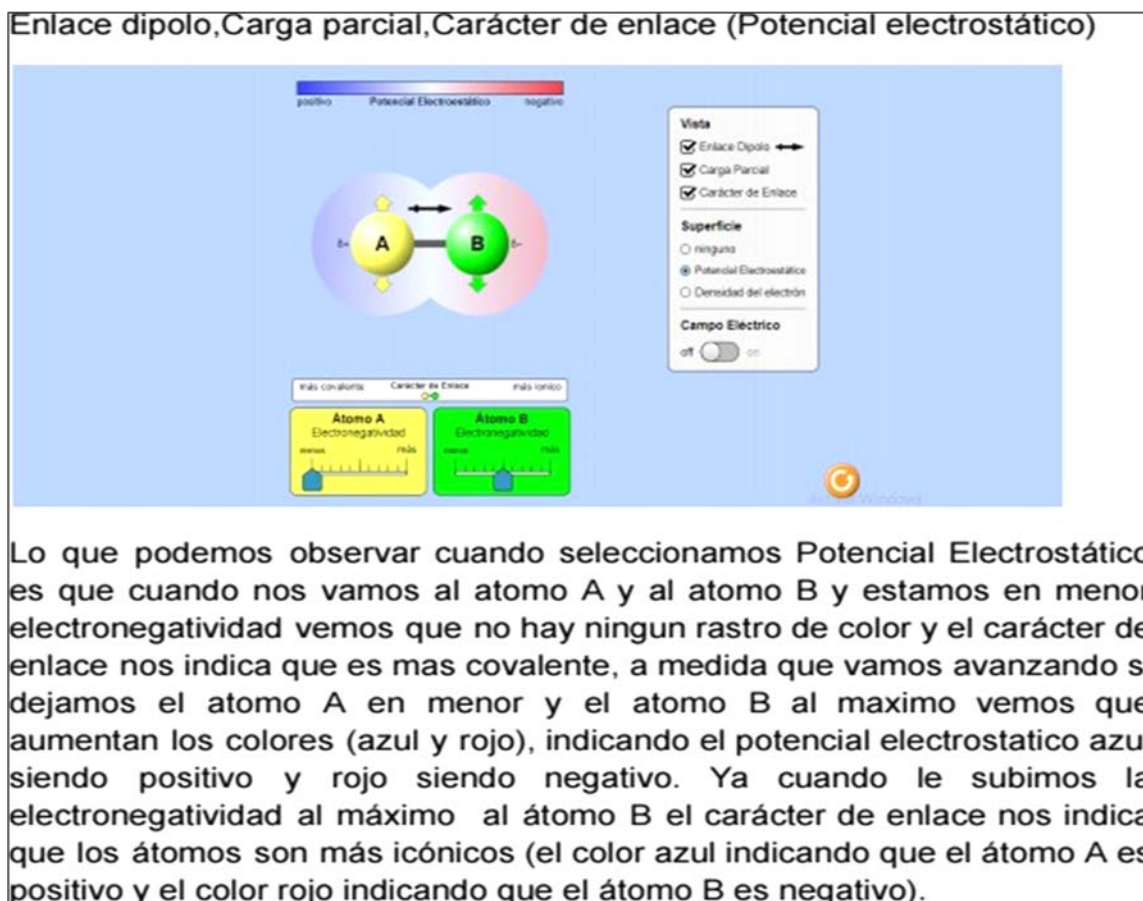 Enlace dipolo,Carga parcial,Carácter de enlace (Potencial electrostático)
positivo Potencial Electroestático negativo
Vista
Enlace Dipolo
Carga Parcial
Carácter de Enlace
Superficie
ninguno
Potencial Electroestático
Densidad del electrón
Campo Eléctrico
off on
δ+ A B δ-
más covalente Carácter de Enlace más iónico
Átomo A
Electronegatividad
menos más
Átomo B
Electronegatividad
menos más
Windows
Lo que podemos observar cuando seleccionamos Potencial Electrostático
es que cuando nos vamos al atomo A y al atomo B y estamos en menor
electronegatividad vemos que no hay ningun rastro de color y el carácter de
enlace nos indica que es mas covalente, a medida que vamos avanzando si
dejamos el atomo A en menor y el atomo B al maximo vemos que
aumentan los colores (azul y rojo), indicando el potencial electrostatico azul
siendo positivo y rojo siendo negativo. Ya cuando le subimos la
electronegatividad al máximo al átomo B el carácter de enlace nos indica
que los átomos son más icónicos (el color azul indicando que el átomo A es
positivo y el color rojo indicando que el átomo B es negativo).